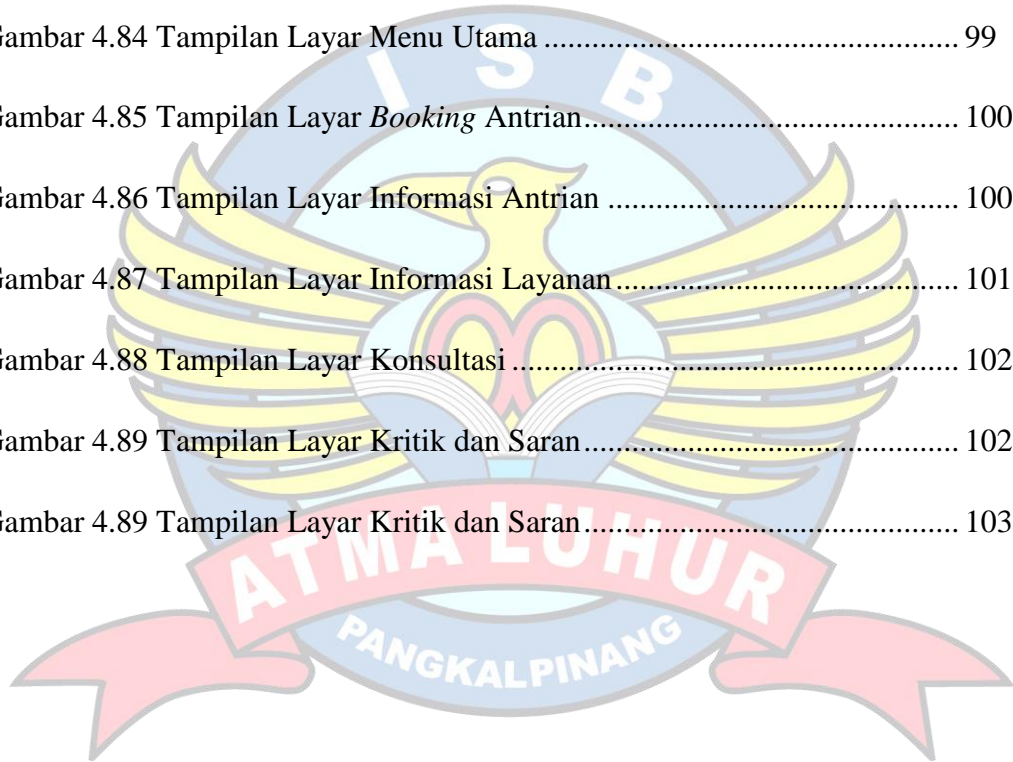 Gambar 4.84 Tampilan Layar Menu Utama ..................................................... 99
Gambar 4.85 Tampilan Layar Booking Antrian................................................ 100
Gambar 4.86 Tampilan Layar Informasi Antrian ............................................. 100
Gambar 4.87 Tampilan Layar Informasi Layanan............................................ 101
Gambar 4.88 Tampilan Layar Konsultasi ......................................................... 102
Gambar 4.89 Tampilan Layar Kritik dan Saran................................................ 102
Gambar 4.89 Tampilan Layar Kritik dan Saran................................................ 103
I S B
ATMA LUHUR
PANGKALPINANG